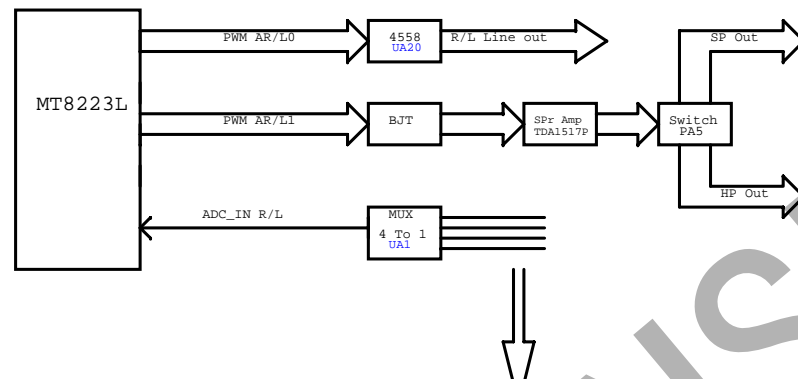 PWM AR/L0
4558
UA20
R/L Line out
SP Out
MT8223L
PWM AR/L1
BJT
SPr Amp
TDA1517P
Switch
PA5
HP Out
ADC_IN R/L
MUX
4 To 1
UA1